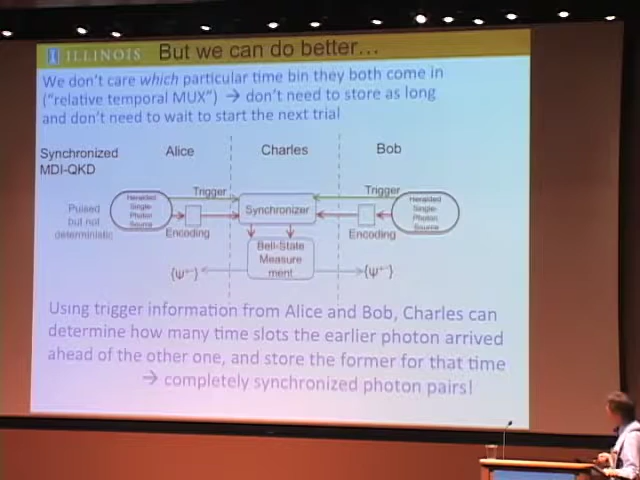 I ILLINOIS But we can do better...
We don't care which particular time bin they both come in
("relative temporal MUX") → don't need to store as long
and don't need to wait to start the next trial
Synchronized
MDI-QKD
Alice
Charles
Bob
Pulsed
but not
deterministic
Heralded
Single-
Photon
Source
Trigger
Encoding
Synchronizer
Bell-State
Measure
ment
Trigger
Encoding
Heralded
Single-
Photon
Source
Using trigger information from Alice and Bob, Charles can
determine how many time slots the earlier photon arrived
ahead of the other one, and store the former for that time
→ completely synchronized photon pairs!